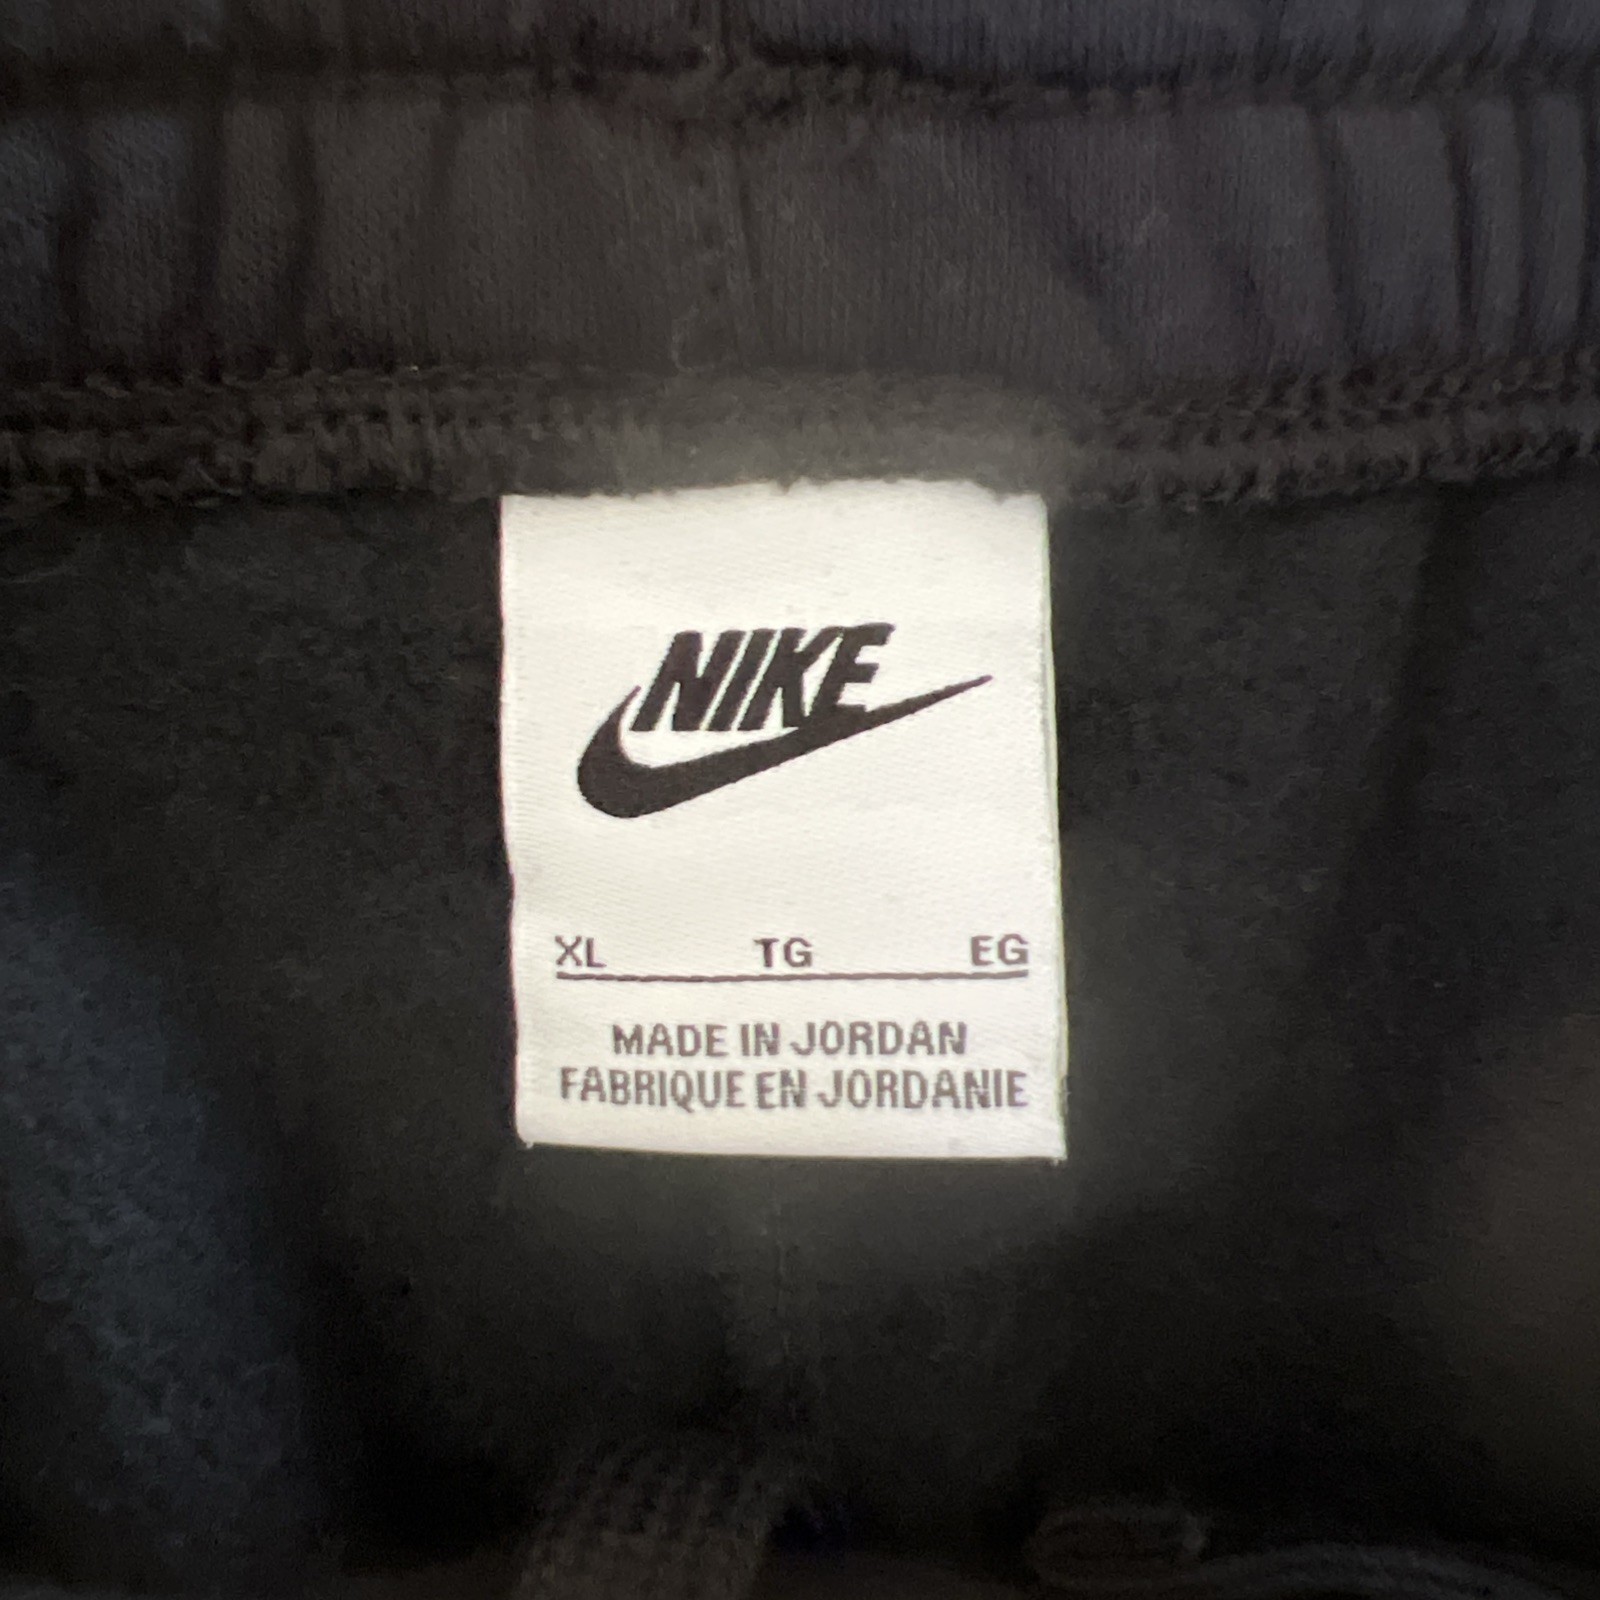 NIKE
XL TG EG
MADE IN JORDAN
FABRIQUE EN JORDANIE